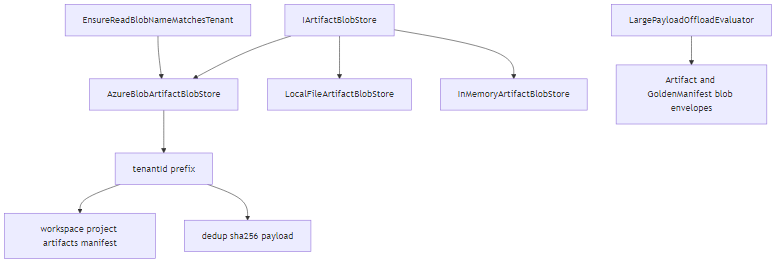 EnsureReadBlobNameMatchesTenant
IArtifactBlobStore
LargePayloadOffloadEvaluator
AzureBlobArtifactBlobStore
LocalFileArtifactBlobStore
InMemoryArtifactBlobStore
Artifact and
GoldenManifest blob
envelopes
tenantId prefix
workspace project
artifacts manifest
dedup sha256 payload